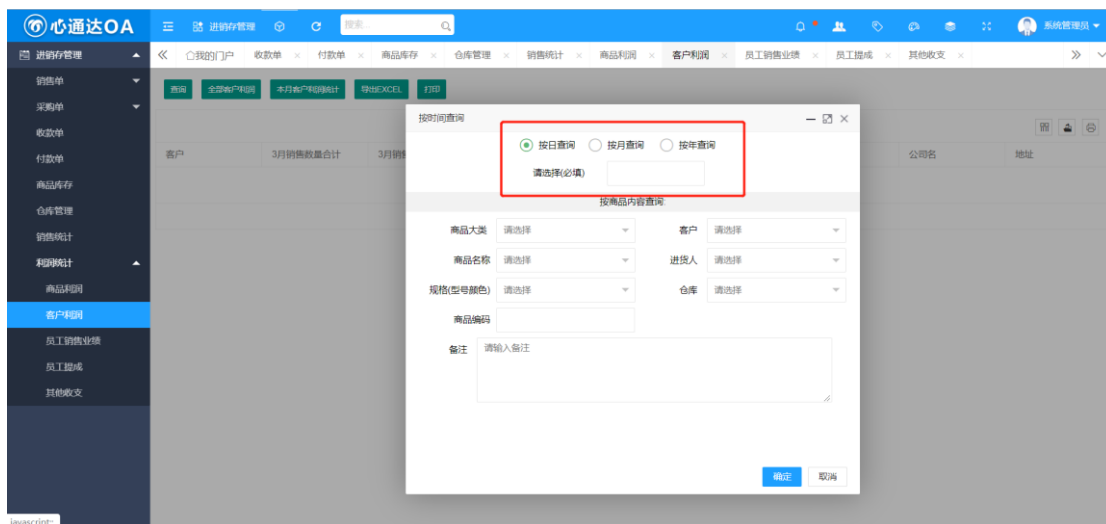 心通达OA
进销存管理
搜索...
系统管理员
进销存管理
我的门户
收款单
付款单
商品库存
仓库管理
销售统计
商品利润
客户利润
员工销售业绩
员工提成
其他收支
销售单
采购单
收款单
付款单
商品库存
仓库管理
销售统计
利润统计
商品利润
客户利润
员工销售业绩
员工提成
其他收支
查询
全部客户利润
本月客户利润统计
导出EXCEL
打印
客户
3月销售数量合计
3月销
公司名
地址
按时间查询
按日查询
按月查询
按年查询
请选择(必填)
按商品内容查询:
商品大类
请选择
客户
请选择
商品名称
请选择
进货人
请选择
规格(型号颜色)
请选择
仓库
请选择
商品编码
备注
请输入备注
确定
取消
javascript:;